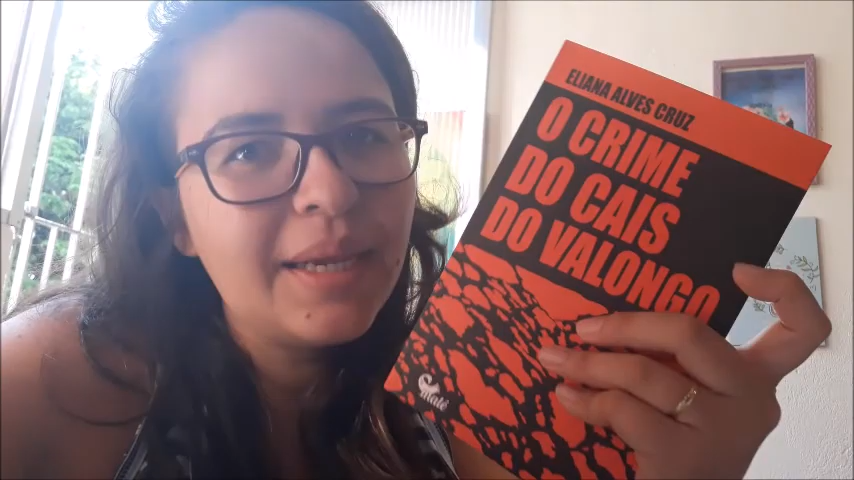 ELIANA ALVES CRUZ
O CRIME
DO CAIS
DO VALONGO
malê